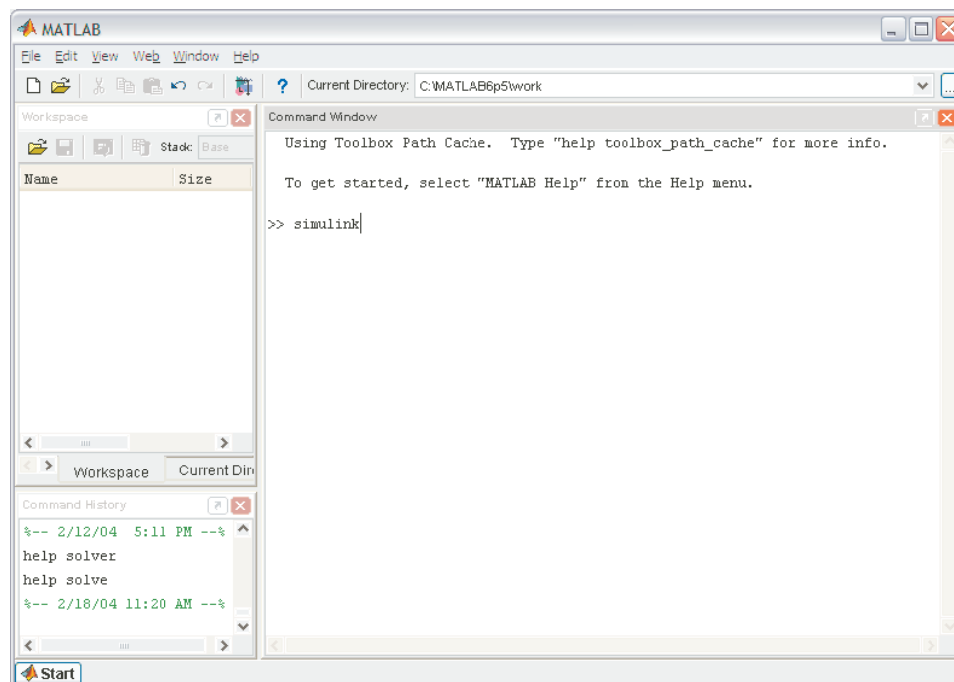 MATLAB
File Edit View Web Window Help
? Current Directory: C:\MATLAB6p5\work ...
Workspace
Stack: Base
Name Size
Workspace Current Dir
Command History
%-- 2/12/04 5:11 PM --%
help solver
help solve
%-- 2/18/04 11:20 AM --%
Command Window
Using Toolbox Path Cache. Type "help toolbox_path_cache" for more info.
To get started, select "MATLAB Help" from the Help menu.
>> simulink
Start